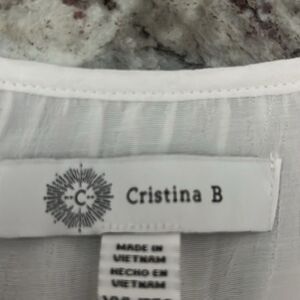 -C-
Cristina B
MADE IN
VIETNAM
HECHO EN
VIETNAM